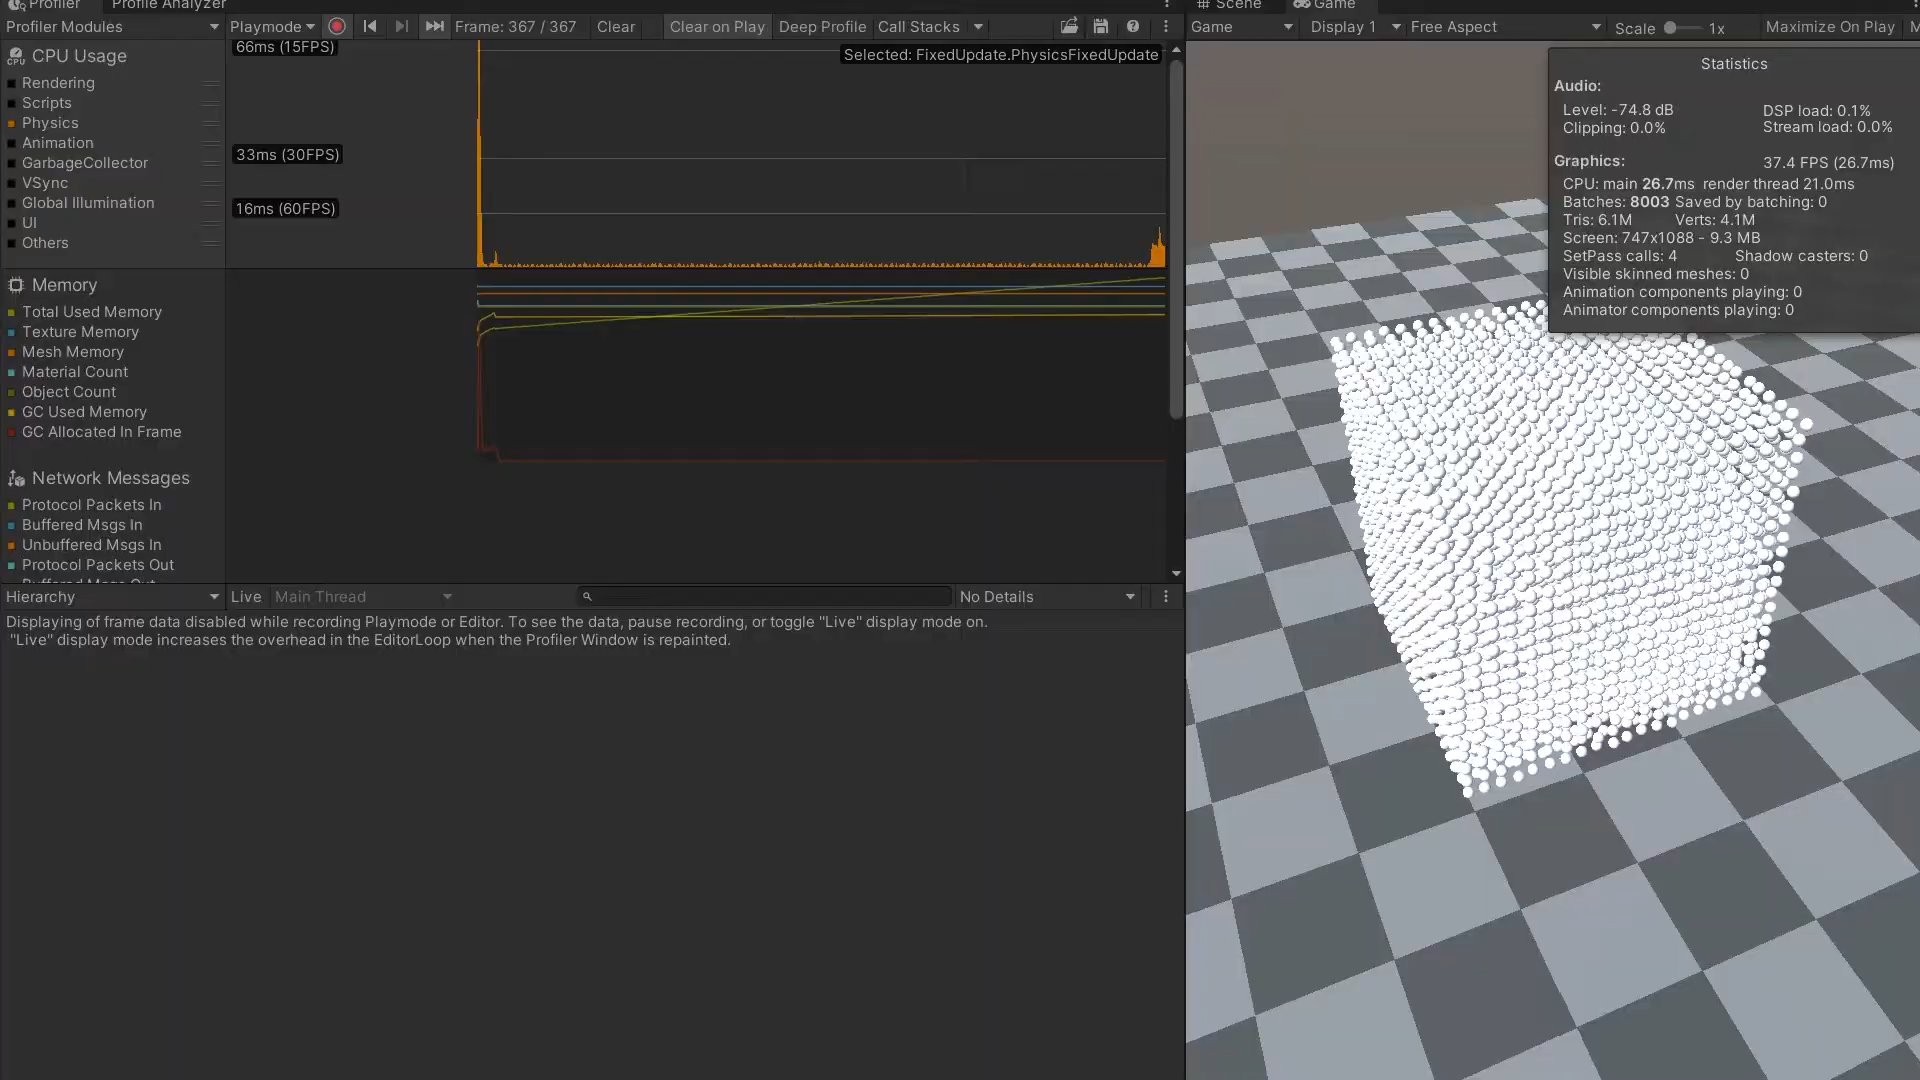 Profiler
Profile Analyzer
Profiler Modules
Playmode
Frame: 367 / 367
Clear
Clear on Play
Deep Profile
Call Stacks
CPU Usage
Rendering
Scripts
Physics
Animation
GarbageCollector
VSync
Global Illumination
UI
Others
66ms (15FPS)
Selected: FixedUpdate.PhysicsFixedUpdate
33ms (30FPS)
16ms (60FPS)
Memory
Total Used Memory
Texture Memory
Mesh Memory
Material Count
Object Count
GC Used Memory
GC Allocated In Frame
Network Messages
Protocol Packets In
Buffered Msgs In
Unbuffered Msgs In
Protocol Packets Out
Buffered Msgs Out
Hierarchy
Live
Main Thread
No Details
Displaying of frame data disabled while recording Playmode or Editor. To see the data, pause recording, or toggle "Live" display mode on.
"Live" display mode increases the overhead in the EditorLoop when the Profiler Window is repainted.
Scene
Game
Game
Display 1
Free Aspect
Scale
1x
Maximize On Play
Statistics
Audio:
Level: -74.8 dB
DSP load: 0.1%
Clipping: 0.0%
Stream load: 0.0%
Graphics:
37.4 FPS (26.7ms)
CPU: main 26.7ms render thread 21.0ms
Batches: 8003 Saved by batching: 0
Tris: 6.1M
Verts: 4.1M
Screen: 747x1088 - 9.3 MB
SetPass calls: 4
Shadow casters: 0
Visible skinned meshes: 0
Animation components playing: 0
Animator components playing: 0